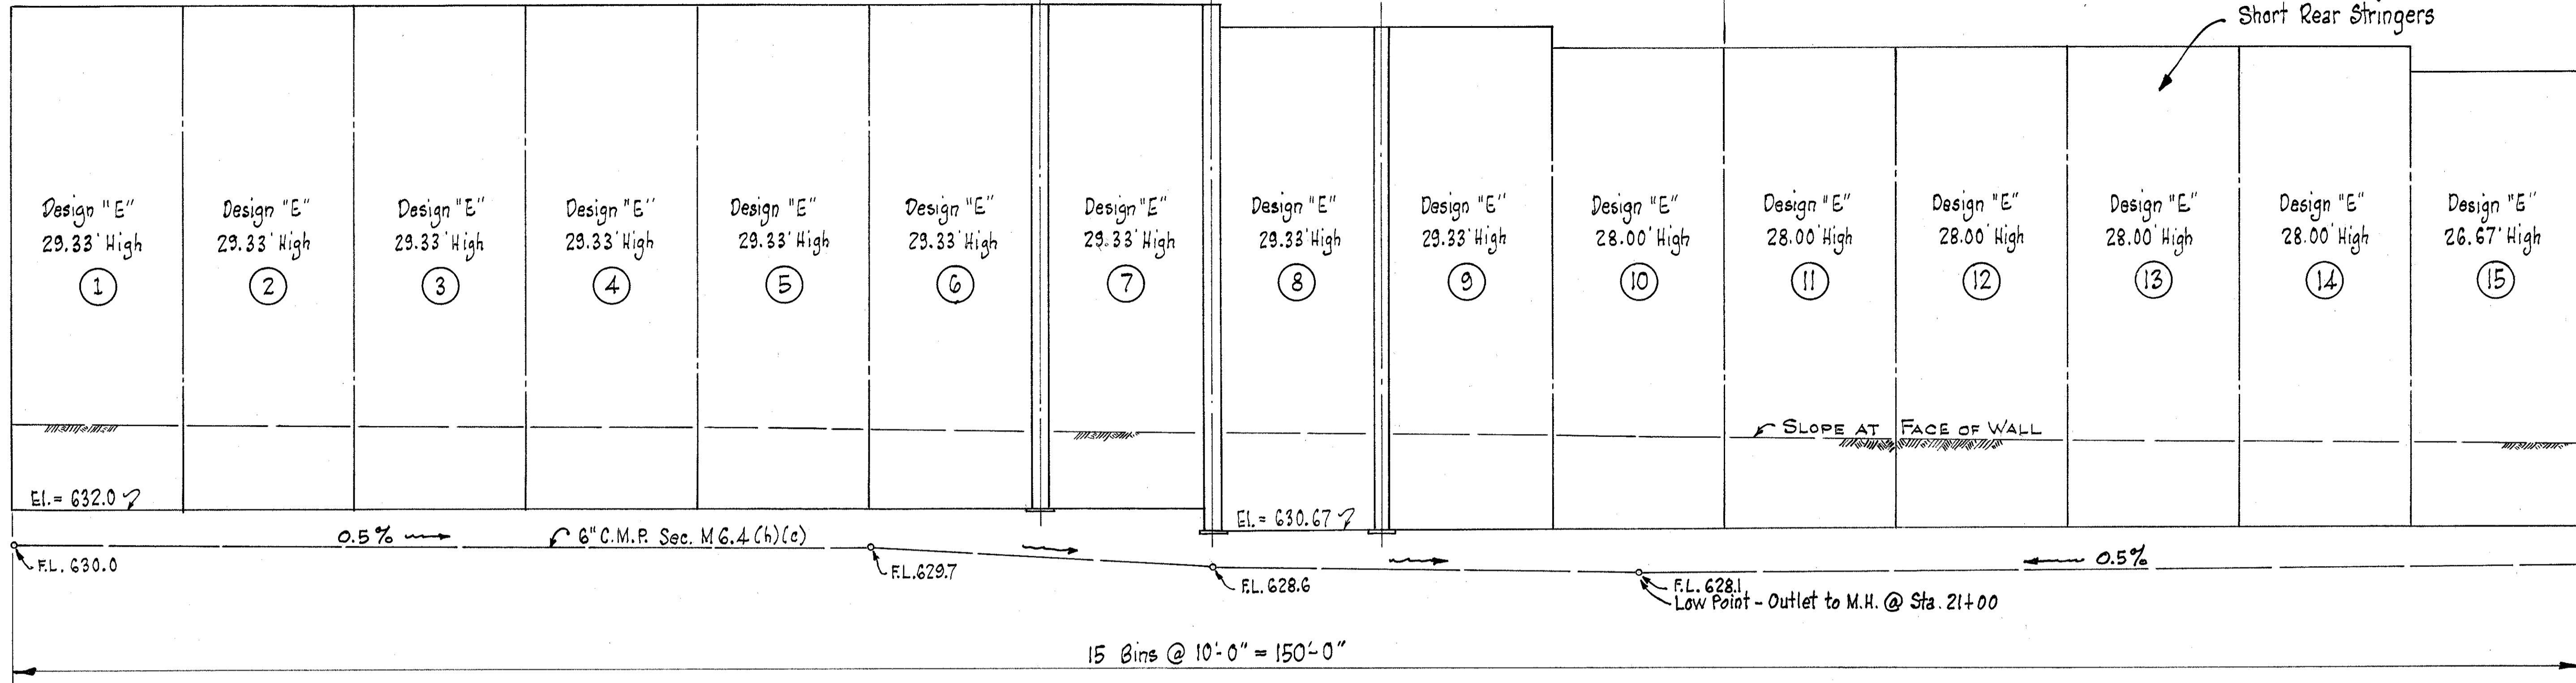 Short Rear Stringers
Design "E"
29.33' High
1
Design "E"
29.33' High
2
Design "E"
29.33' High
3
Design "E"
29.33' High
4
Design "E"
29.33' High
5
Design "E"
29.33' High
6
Design "E"
29.33' High
7
Design "E"
29.33' High
8
Design "E"
29.33' High
9
Design "E"
28.00' High
10
Design "E"
28.00' High
11
Design "E"
28.00' High
12
Design "E"
28.00' High
13
Design "E"
28.00' High
14
Design "E"
26.67' High
15
SLOPE AT FACE OF WALL
El. = 632.0
El. = 630.67
0.5%
6" C.M.P. Sec. M6.4 (h)(c)
0.5%
F.L. 630.0
F.L. 629.7
F.L. 628.6
F.L. 628.1
Low Point - Outlet to M.H. @ Sta. 21+00
15 Bins @ 10'-0" = 150'-0"